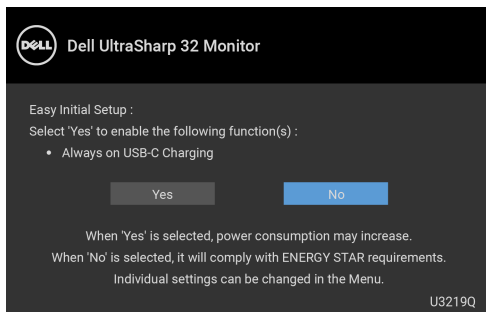 DELL
Dell UltraSharp 32 Monitor
Easy Initial Setup :
Select 'Yes' to enable the following function(s) :
• Always on USB-C Charging
Yes
No
When 'Yes' is selected, power consumption may increase.
When 'No' is selected, it will comply with ENERGY STAR requirements.
Individual settings can be changed in the Menu.
U3219Q